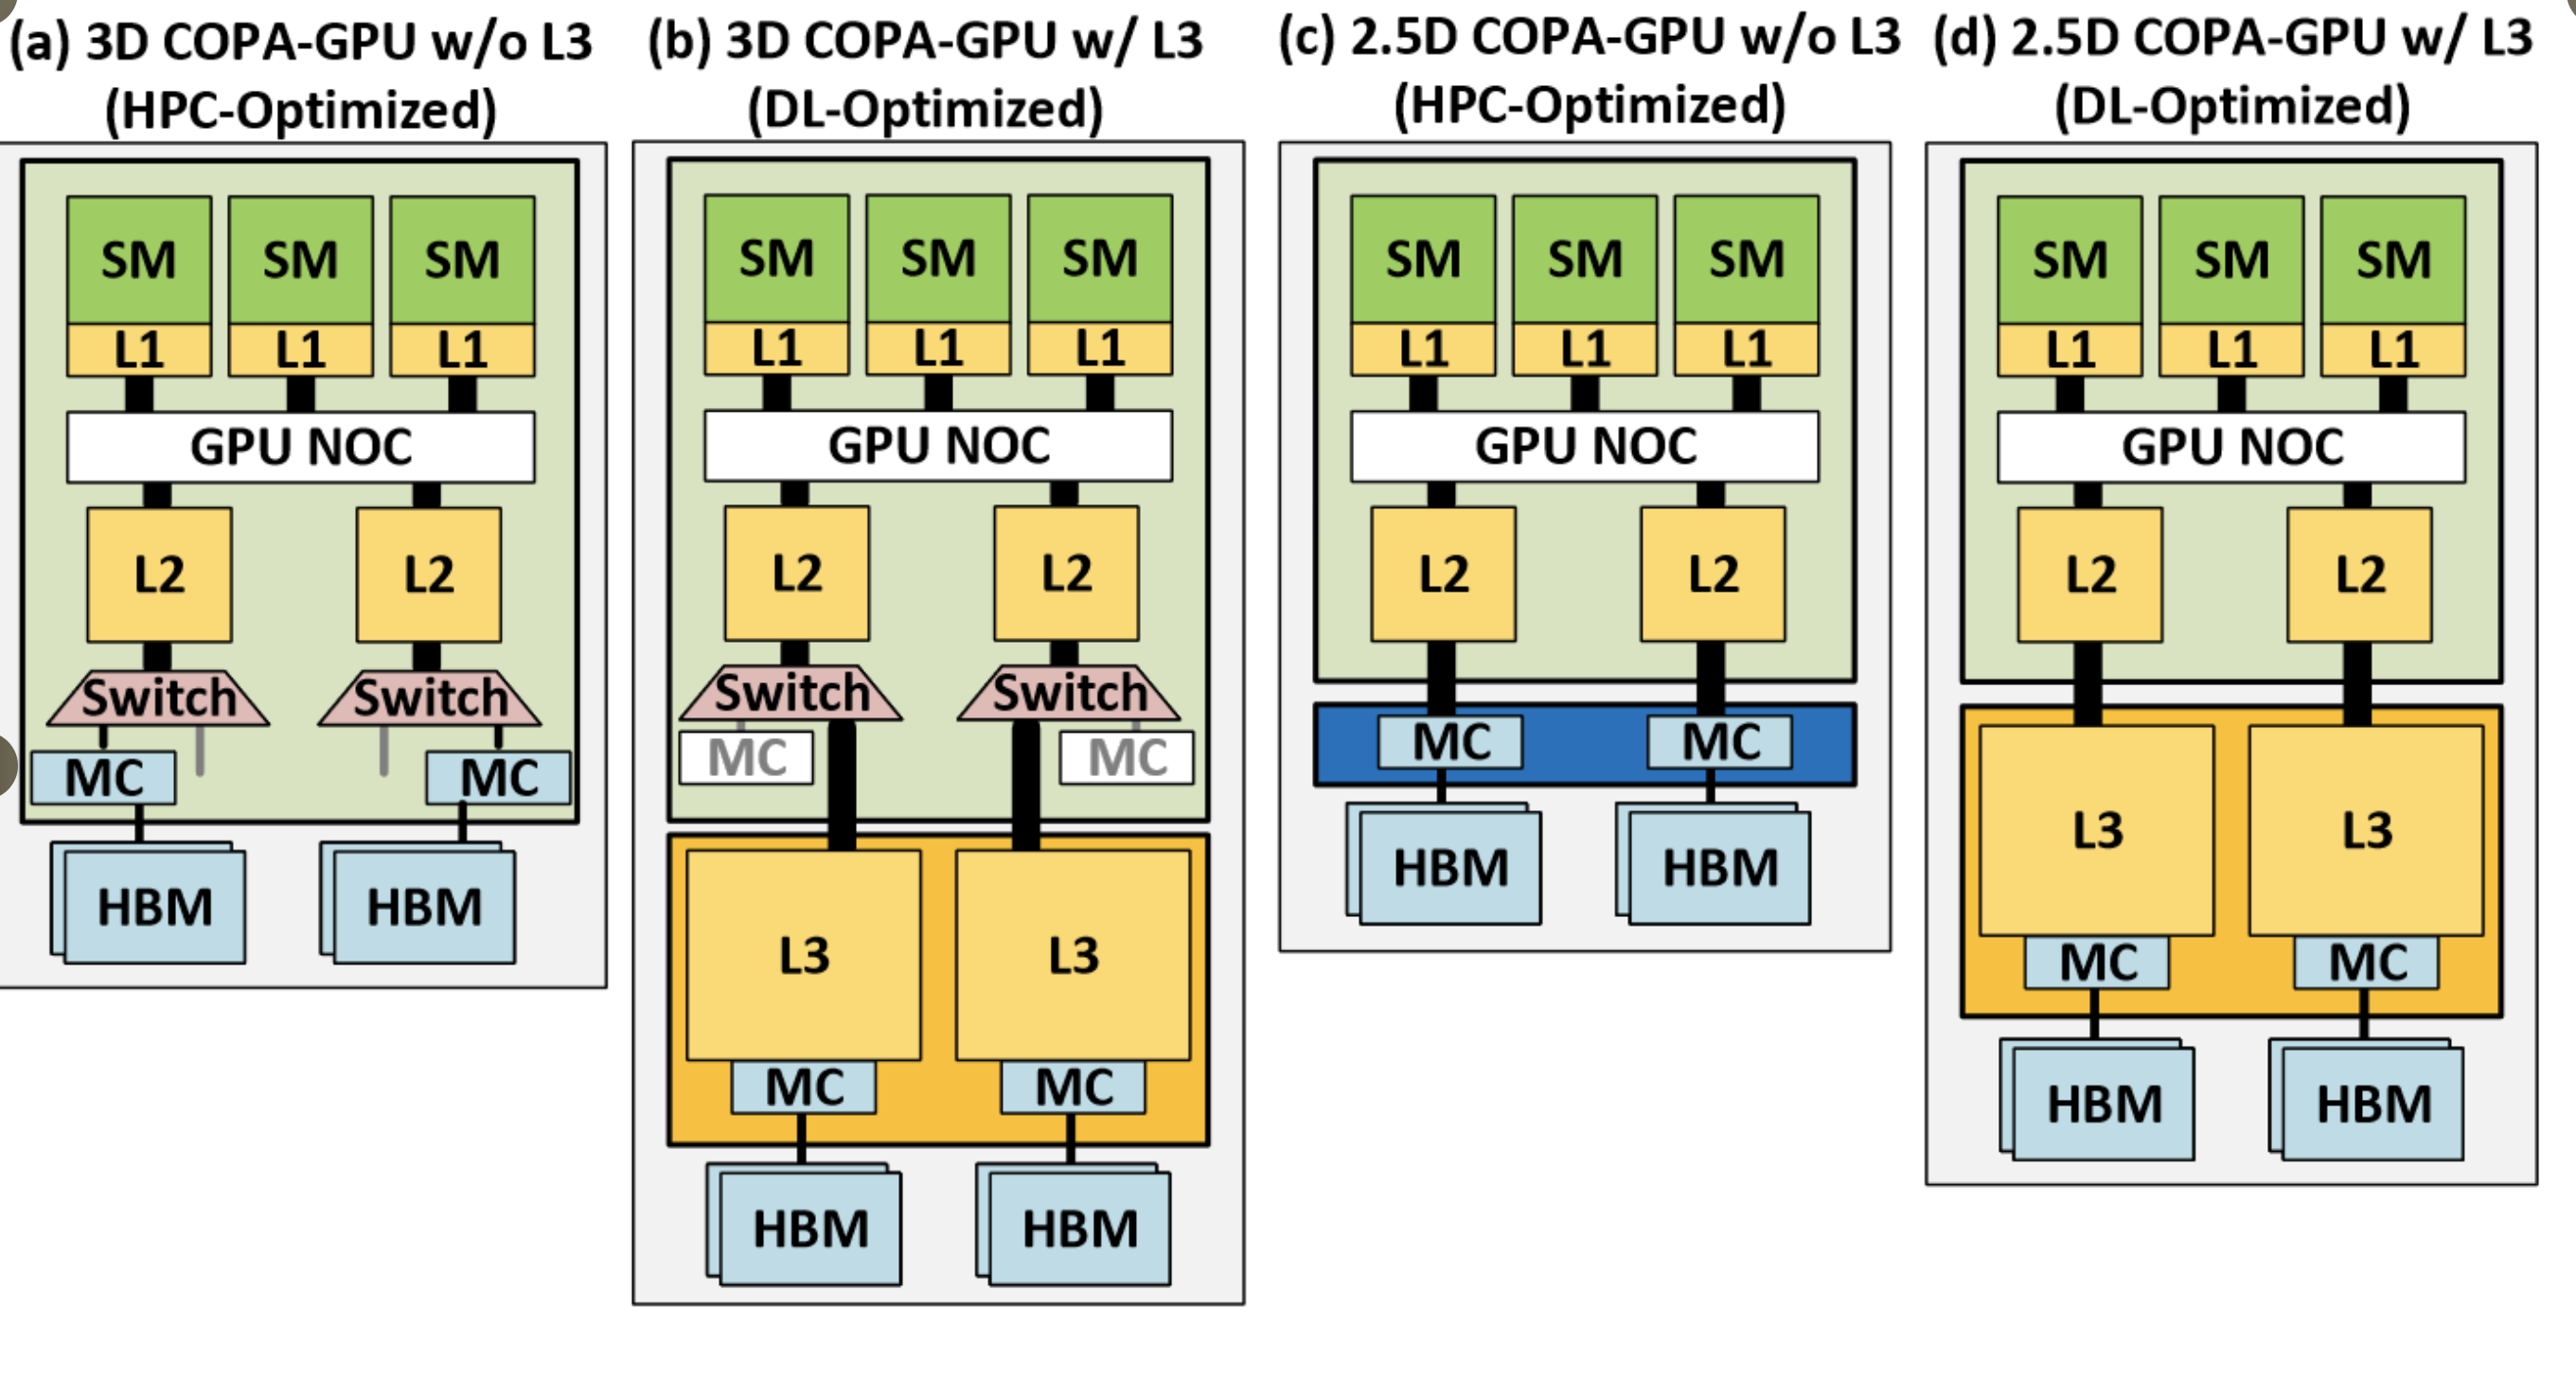 (a) 3D COPA-GPU w/o L3
(HPC-Optimized)
SM SM SM
L1 L1 L1
GPU NOC
L2 L2
Switch Switch
MC MC
HBM HBM
(b) 3D COPA-GPU w/ L3
(DL-Optimized)
SM SM SM
L1 L1 L1
GPU NOC
L2 L2
Switch Switch
MC MC
L3 L3
MC MC
HBM HBM
(c) 2.5D COPA-GPU w/o L3
(HPC-Optimized)
SM SM SM
L1 L1 L1
GPU NOC
L2 L2
MC MC
HBM HBM
(d) 2.5D COPA-GPU w/ L3
(DL-Optimized)
SM SM SM
L1 L1 L1
GPU NOC
L2 L2
L3 L3
MC MC
HBM HBM